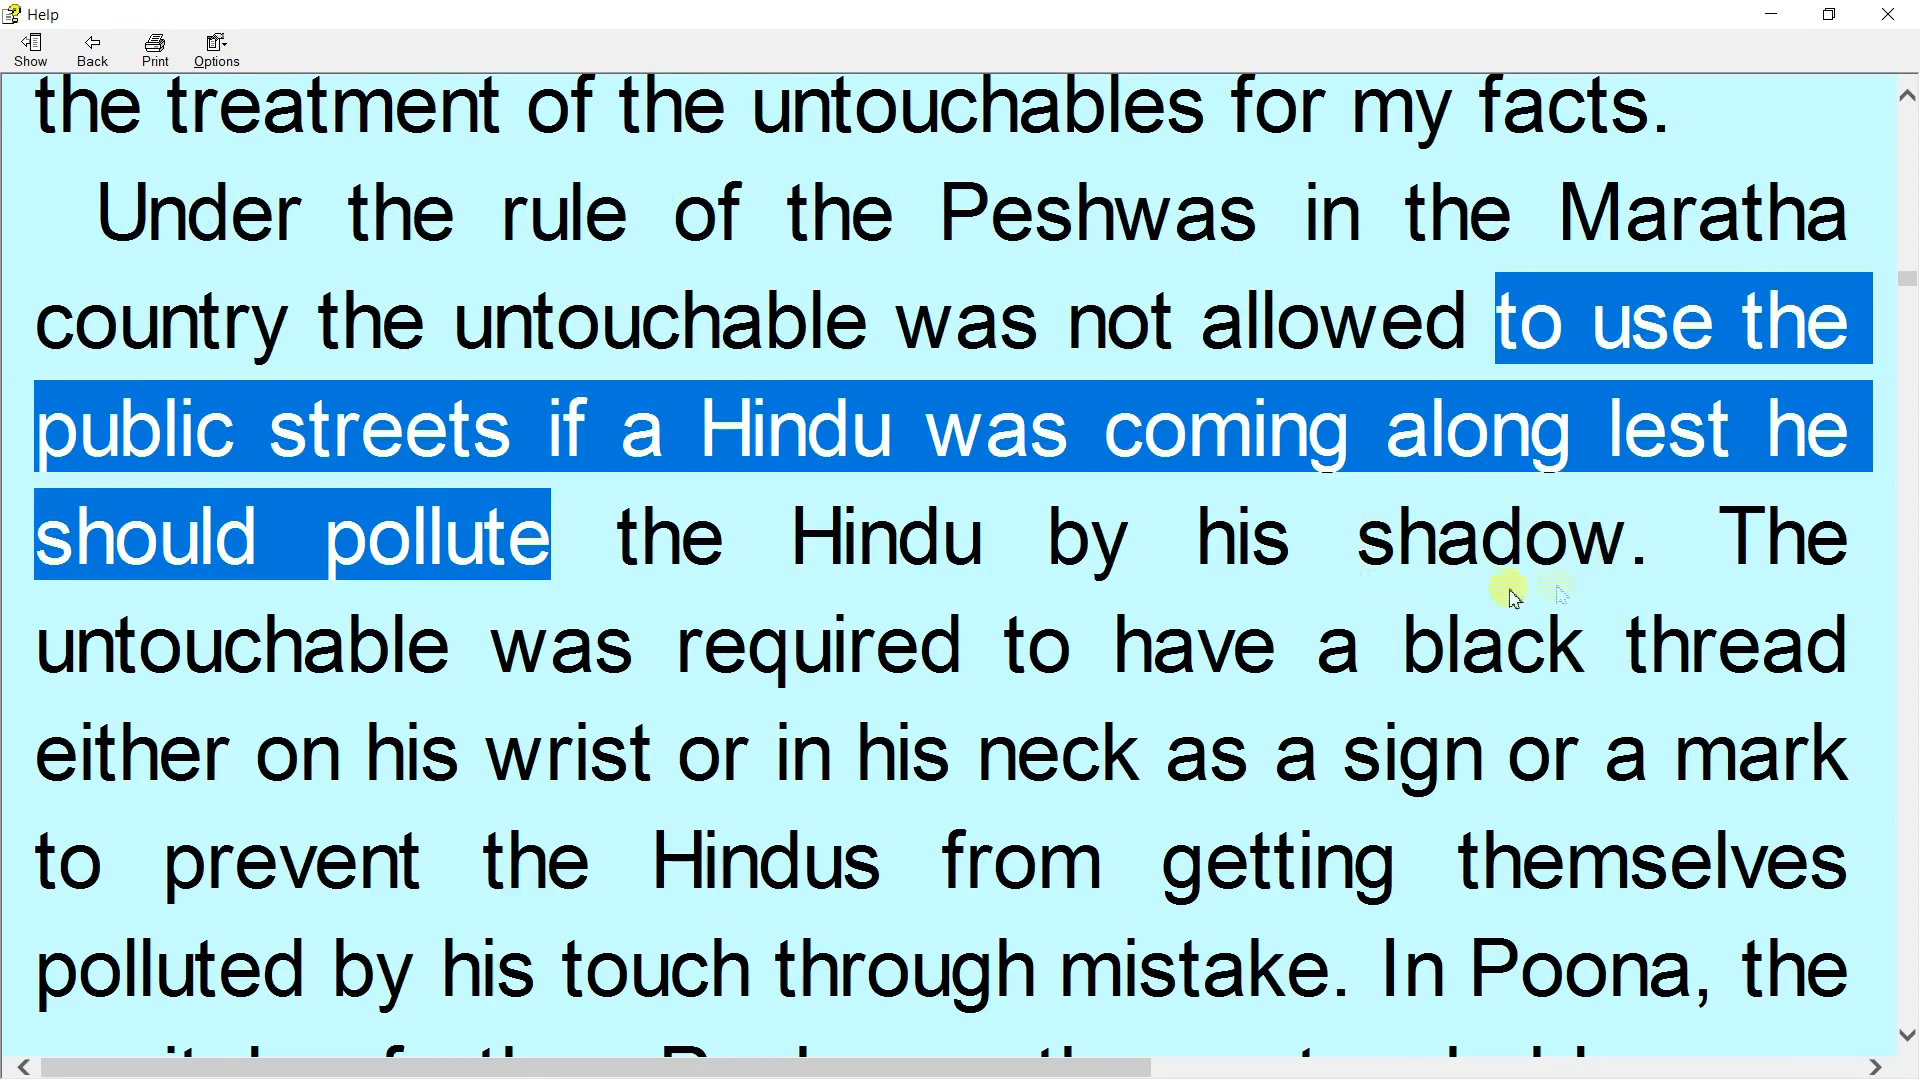 Help
Show Back Print Options
the treatment of the untouchables for my facts.
Under the rule of the Peshwas in the Maratha
country the untouchable was not allowed to use the
public streets if a Hindu was coming along lest he
should pollute the Hindu by his shadow. The
untouchable was required to have a black thread
either on his wrist or in his neck as a sign or a mark
to prevent the Hindus from getting themselves
polluted by his touch through mistake. In Poona, the